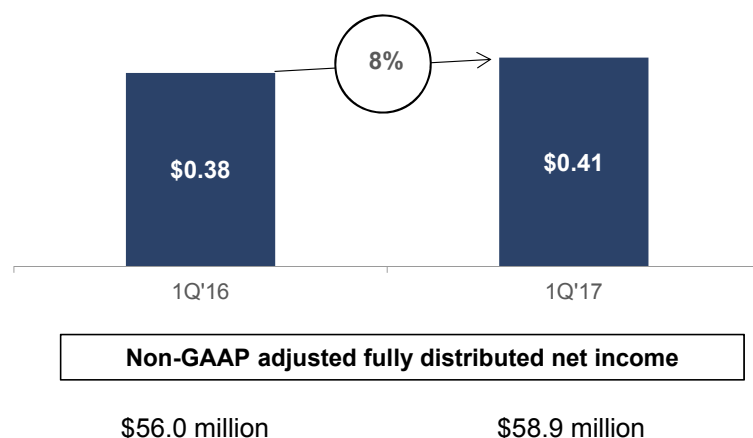 8%
$0.38
$0.41
1Q'16
1Q'17
Non-GAAP adjusted fully distributed net income
$56.0 million
$58.9 million